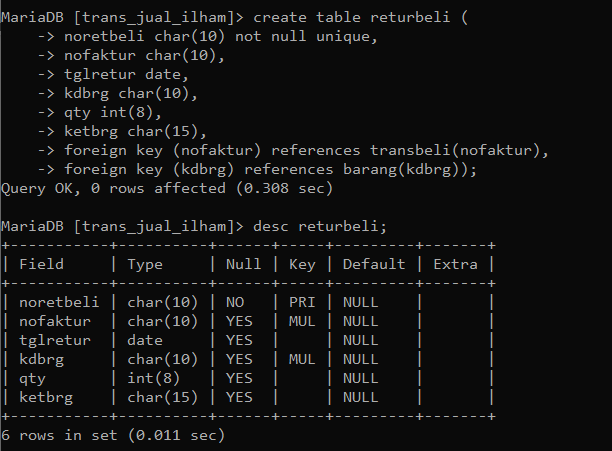 MariaDB [trans_jual_ilham]> create table returbeli (
    -> noretbeli char(10) not null unique,
    -> nofaktur char(10),
    -> tglretur date,
    -> kdbrg char(10),
    -> qty int(8),
    -> ketbrg char(15),
    -> foreign key (nofaktur) references transbeli(nofaktur),
    -> foreign key (kdbrg) references barang(kdbrg));
Query OK, 0 rows affected (0.308 sec)

MariaDB [trans_jual_ilham]> desc returbeli;
+-----------+----------+------+-----+---------+-------+
| Field     | Type     | Null | Key | Default | Extra |
+-----------+----------+------+-----+---------+-------+
| noretbeli | char(10) | NO   | PRI | NULL    |       |
| nofaktur  | char(10) | YES  | MUL | NULL    |       |
| tglretur  | date     | YES  |     | NULL    |       |
| kdbrg     | char(10) | YES  | MUL | NULL    |       |
| qty       | int(8)   | YES  |     | NULL    |       |
| ketbrg    | char(15) | YES  |     | NULL    |       |
+-----------+----------+------+-----+---------+-------+
6 rows in set (0.011 sec)